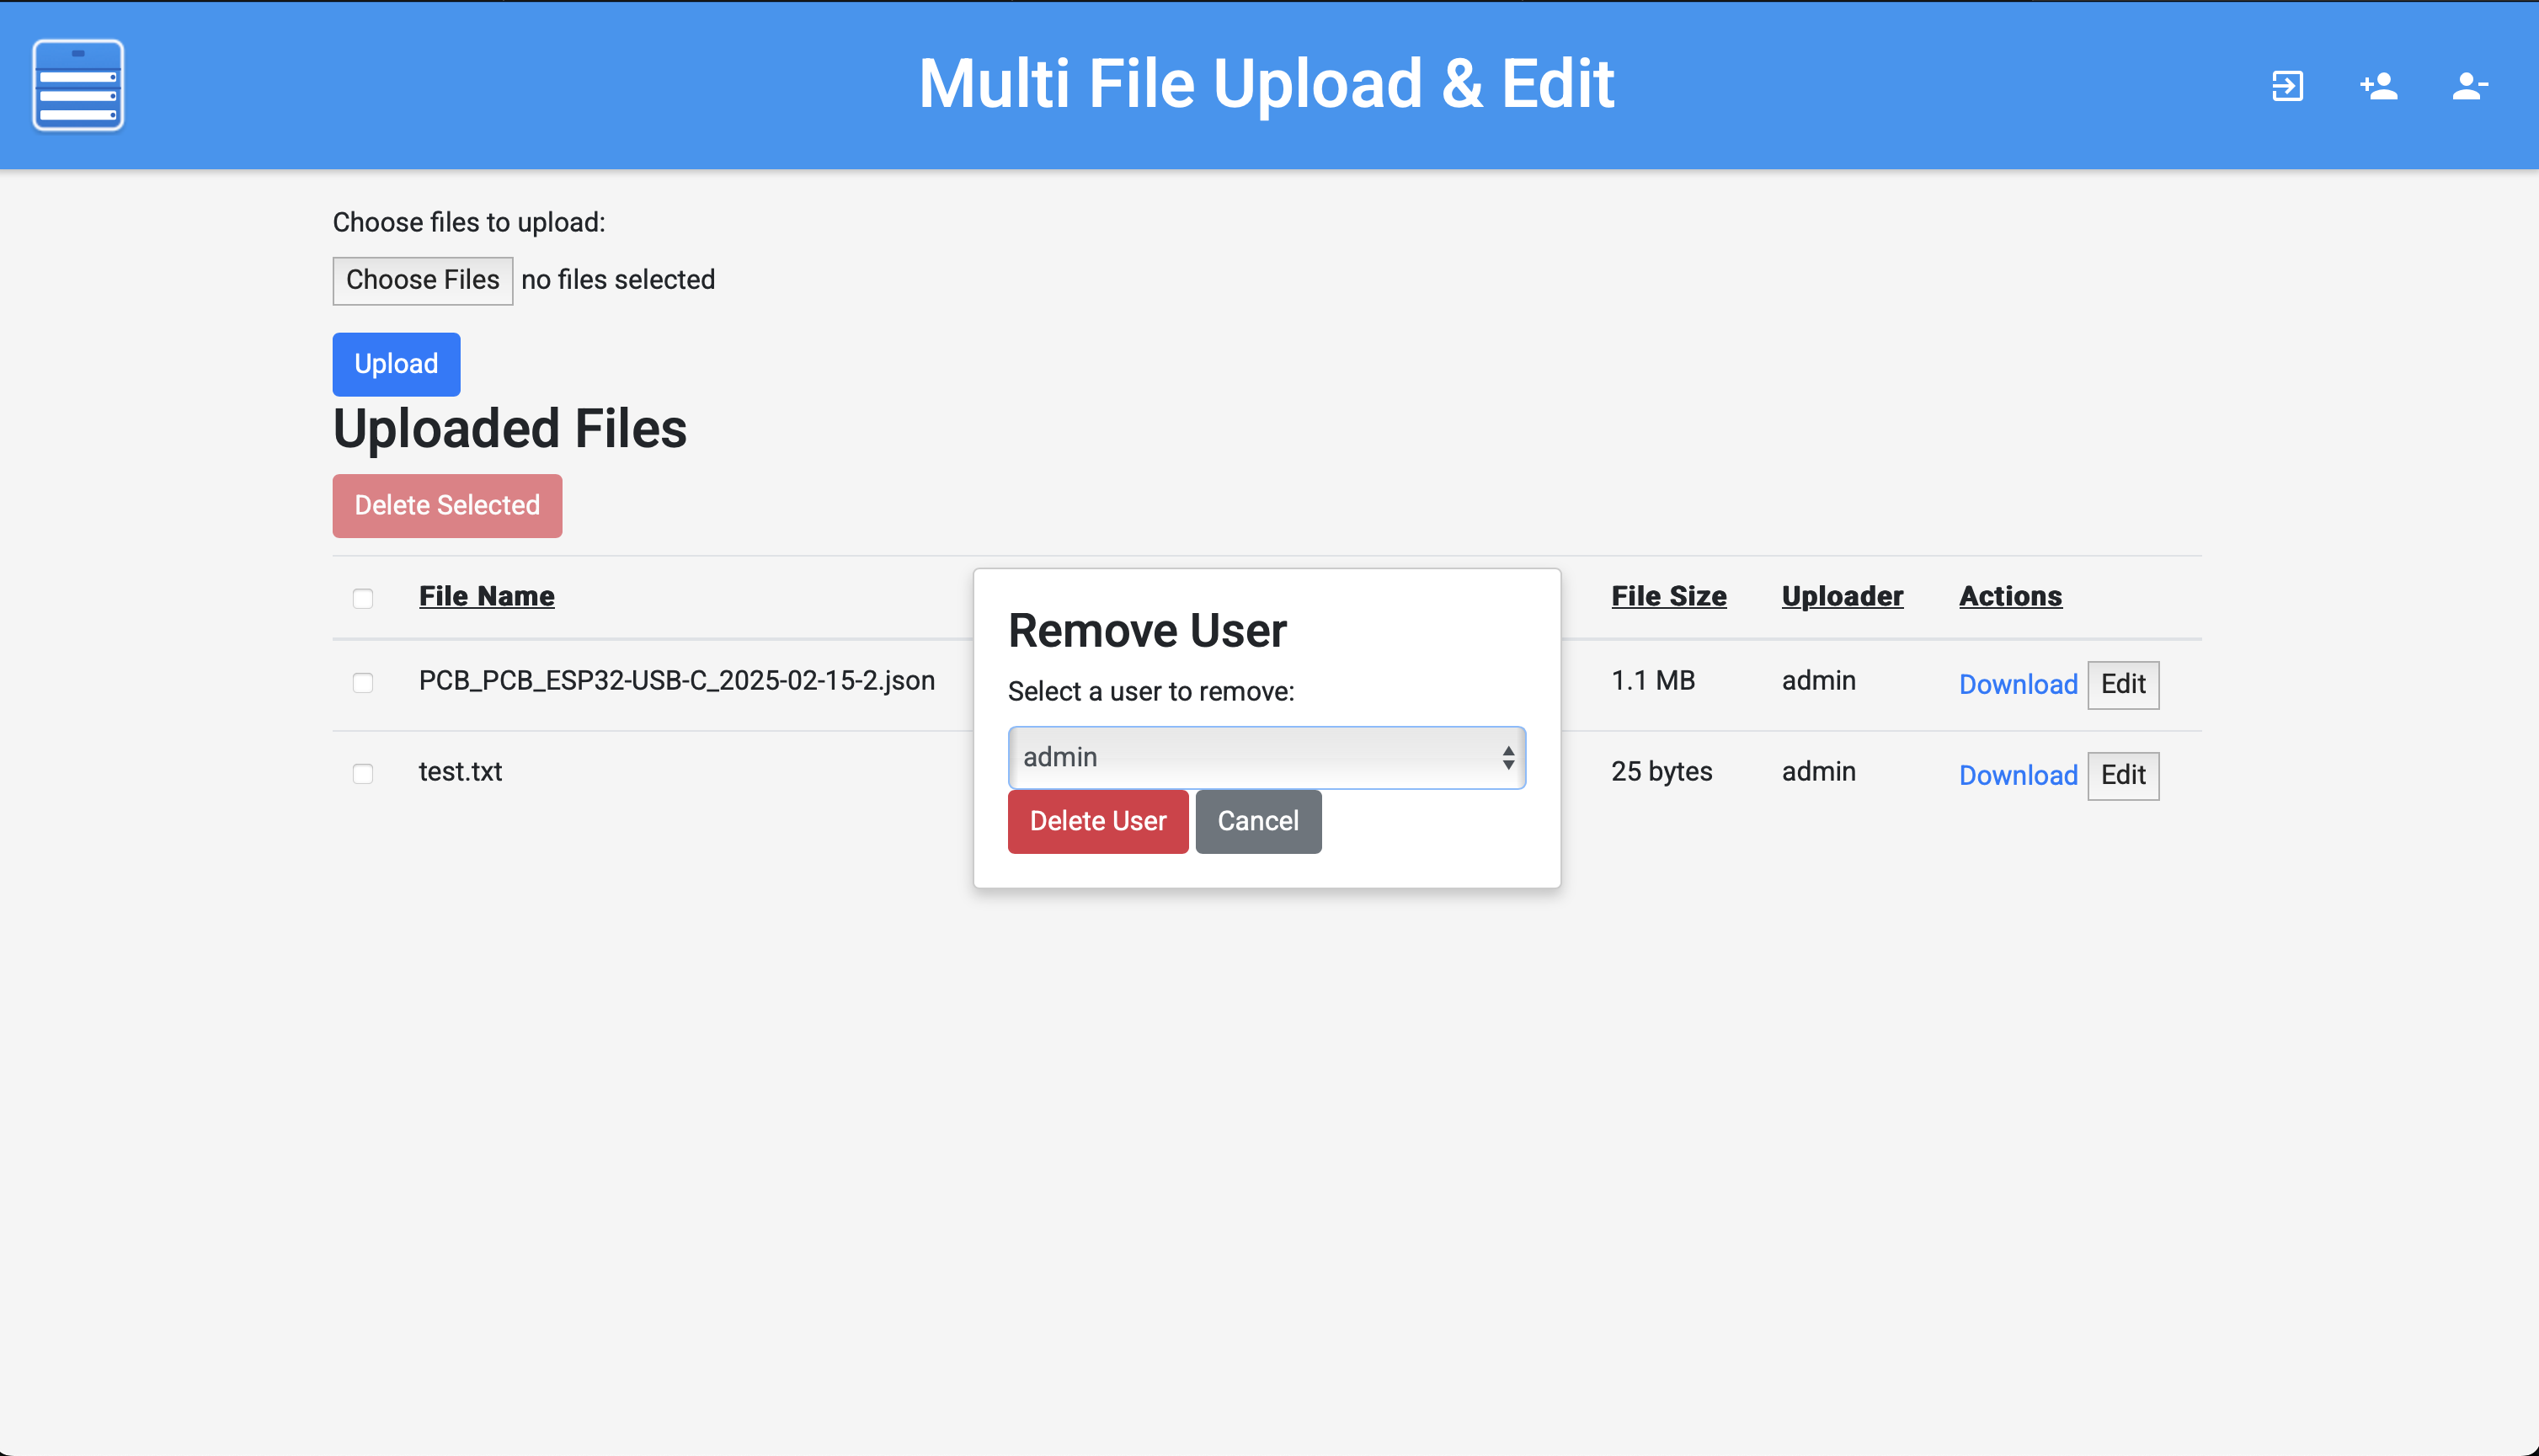 Multi File Upload & Edit
Choose files to upload:
Choose Files no files selected
Upload
Uploaded Files
Delete Selected
File Name File Size Uploader Actions
PCB_PCB_ESP32-USB-C_2025-02-15-2.json 1.1 MB admin Download Edit
test.txt 25 bytes admin Download Edit
Remove User
Select a user to remove:
admin
Delete User Cancel